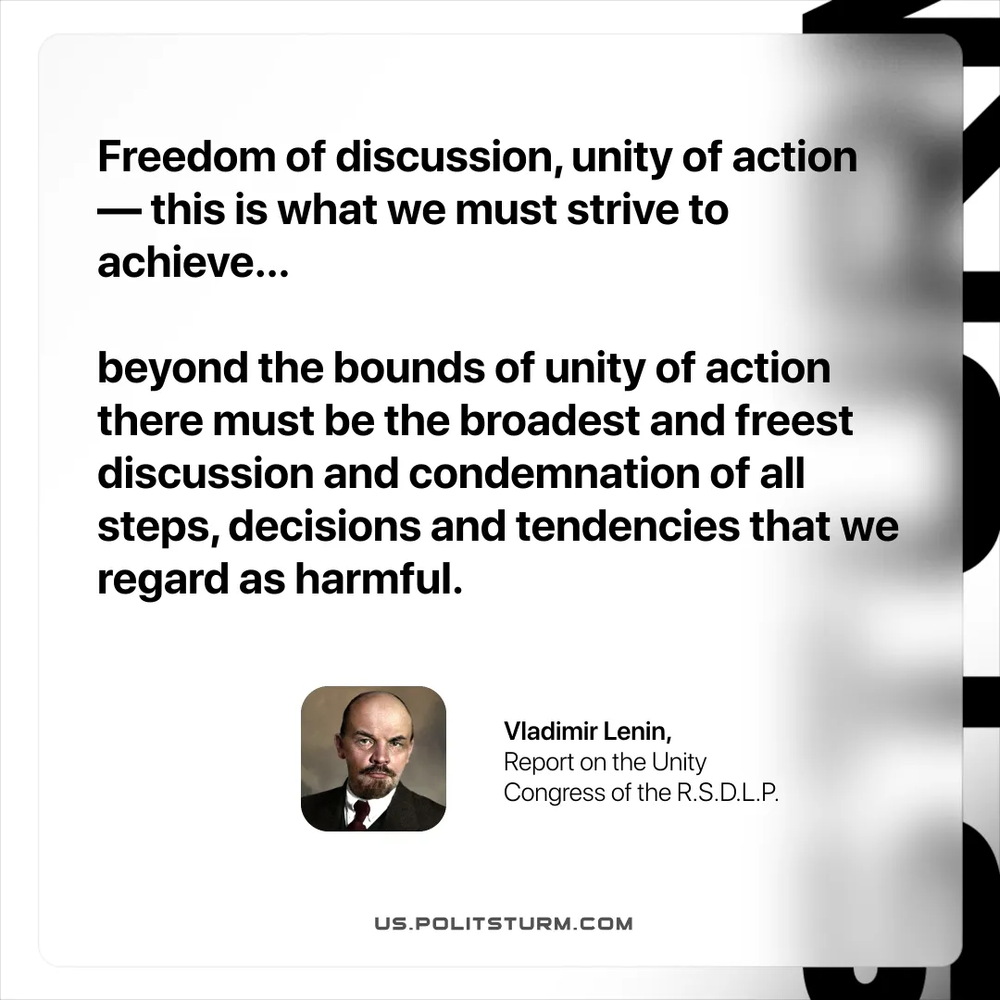 Freedom of discussion, unity of action
— this is what we must strive to
achieve...
beyond the bounds of unity of action
there must be the broadest and freest
discussion and condemnation of all
steps, decisions and tendencies that we
regard as harmful.
Vladimir Lenin,
Report on the Unity
Congress of the R.S.D.L.P.
US.POLITSTURM.COM